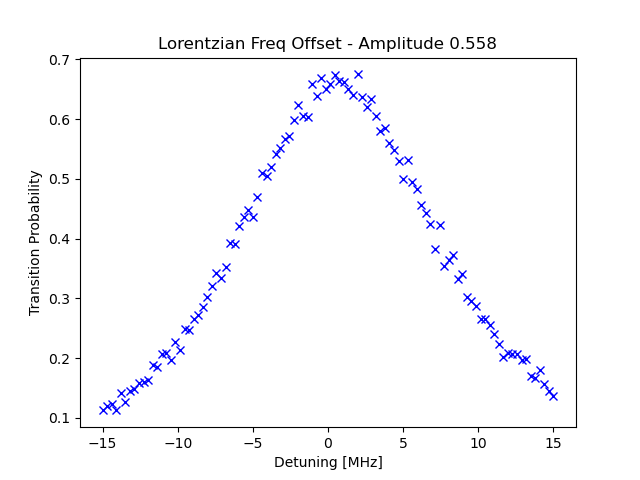 Lorentzian Freq Offset - Amplitude 0.558
Transition Probability
0.7
0.6
0.5
0.4
0.3
0.2
0.1
−15 −10 −5 0 5 10 15
Detuning [MHz]